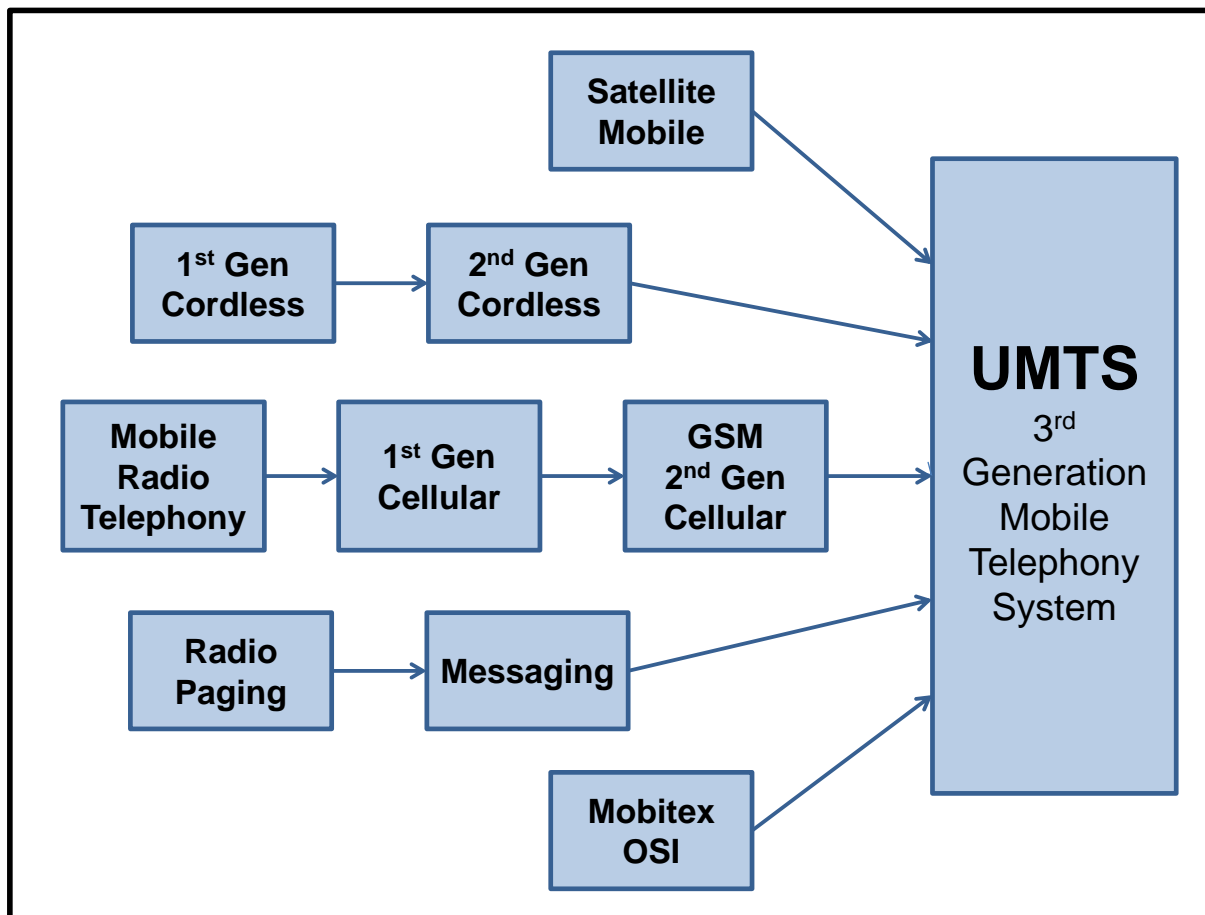 Satellite
Mobile
1st Gen
Cordless
2nd Gen
Cordless
Mobile
Radio
Telephony
1st Gen
Cellular
GSM
2nd Gen
Cellular
UMTS
3rd
Generation
Mobile
Telephony
System
Radio
Paging
Messaging
Mobitex
OSI